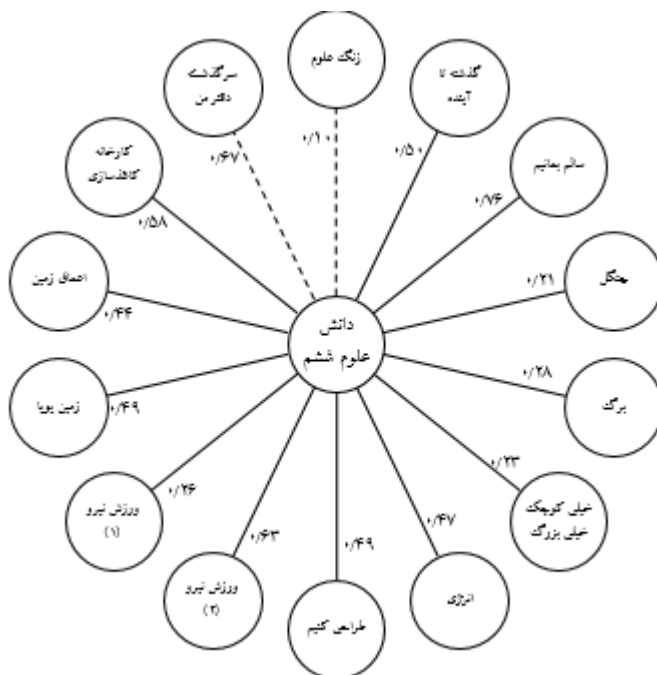 زنگ علوم
۰/۱۰
گذشته تا
آینده
۰/۵۰
سالم بمانیم
۰/۷۶
جنگل
۰/۲۱
برگ
۰/۲۸
خیلی کوچک
خیلی بزرگ
۰/۲۳
انرژی
۰/۴۷
طراحی کنیم
۰/۴۹
ورزش نیرو
(۲)
۰/۶۳
ورزش نیرو
(۱)
۰/۲۶
زمین پویا
۰/۴۹
اعماق زمین
۰/۴۴
کارخانه
کاغذسازی
۰/۵۸
سرگذشت
دفتر من
۰/۶۷
دانش
علوم ششم